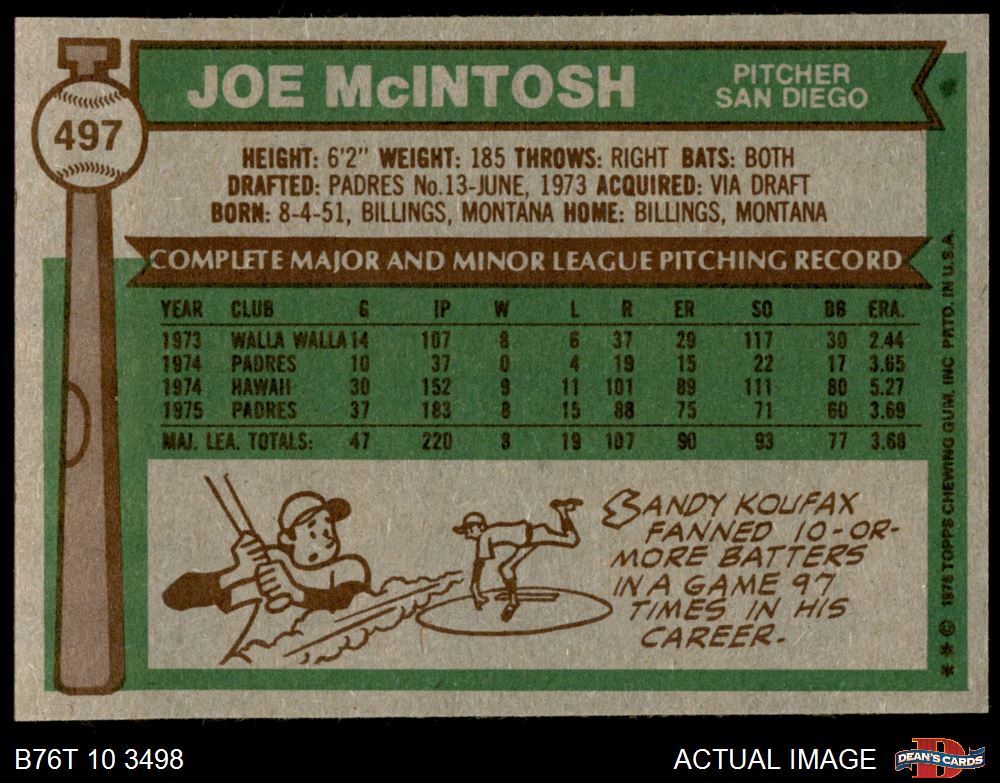 JOE McINTOSH
PITCHER
SAN DIEGO
497
HEIGHT: 6'2" WEIGHT: 185 THROWS: RIGHT BATS: BOTH
DRAFTED: PADRES No.13-JUNE, 1973 ACQUIRED: VIA DRAFT
BORN: 8-4-51, BILLINGS, MONTANA HOME: BILLINGS, MONTANA
COMPLETE MAJOR AND MINOR LEAGUE PITCHING RECORD
YEAR CLUB G IP W L R ER SO BB ERA.
1973 WALLA WALLA 14 107 8 6 37 29 117 30 2.44
1974 PADRES 10 37 0 4 19 15 22 17 3.65
1974 HAWAII 30 152 9 11 101 89 111 80 5.27
1975 PADRES 37 183 8 15 88 75 71 60 3.69
MAJ. LEA. TOTALS: 47 220 8 19 107 90 93 77 3.68
SANDY KOUFAX
FANNED 10-OR-
MORE BATTERS
IN A GAME 97
TIMES IN HIS
CAREER.
* * © 1976 TOPPS CHEWING GUM, INC PRTD. IN U.S.A.
B76T 10 3498
ACTUAL IMAGE
D
DEAN'S CARDS